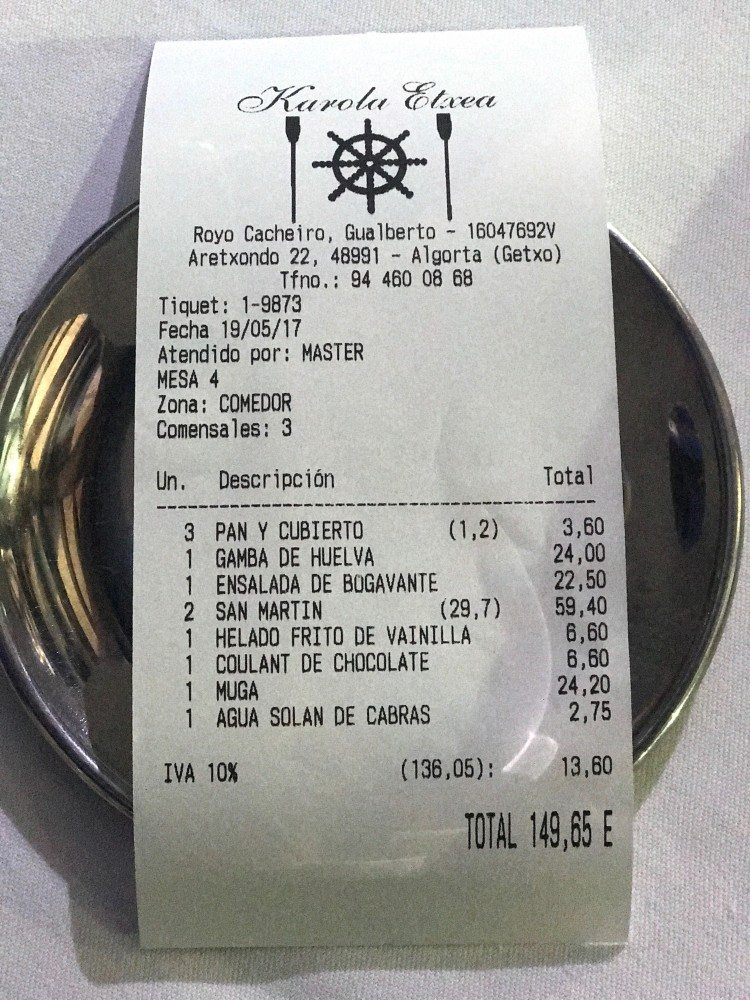 Karola Etxea
Royo Cacheiro, Gualberto - 16047692V
Aretxondo 22, 48991 - Algorta (Getxo)
Tfno.: 94 460 08 68
Tiquet: 1-9873
Fecha 19/05/17
Atendido por: MASTER
MESA 4
Zona: COMEDOR
Comensales: 3
Un. Descripción Total
3 PAN Y CUBIERTO (1,2) 3,60
1 GAMBA DE HUELVA 24,00
1 ENSALADA DE BOGAVANTE 22,50
2 SAN MARTIN (29,7) 59,40
1 HELADO FRITO DE VAINILLA 6,60
1 COULANT DE CHOCOLATE 6,60
1 MUGA 24,20
1 AGUA SOLAN DE CABRAS 2,75
IVA 10% (136,05): 13,60
TOTAL 149,65 E